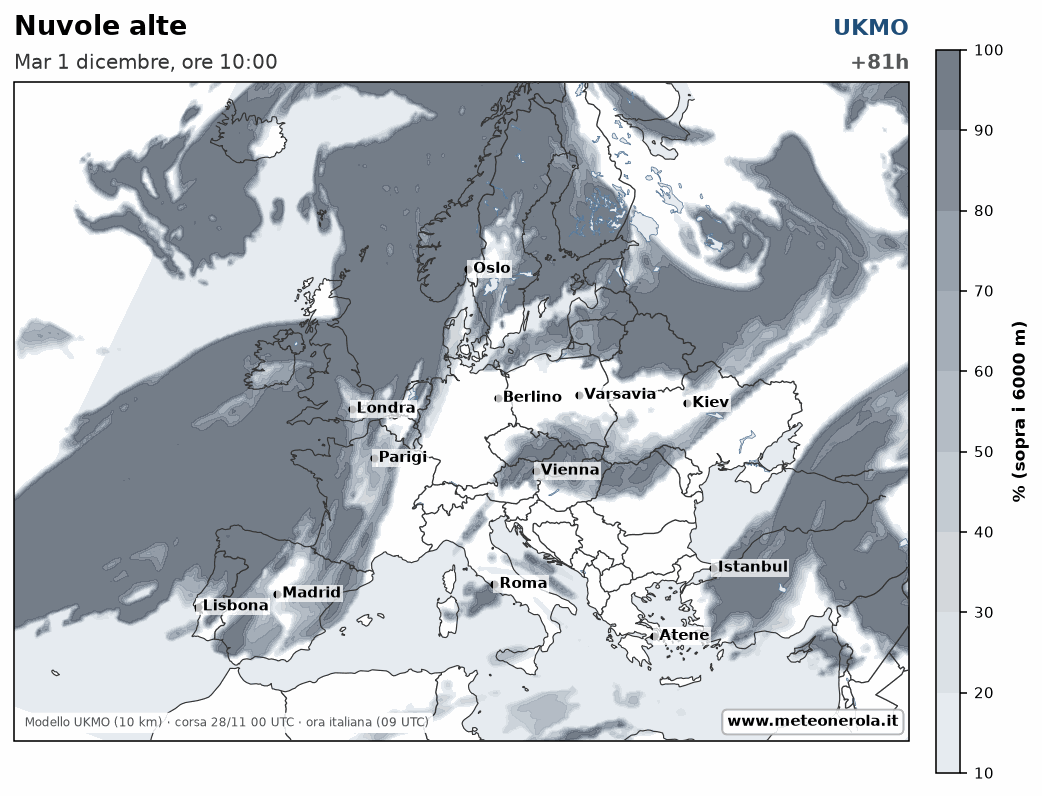 Nuvole alte
UKMO
Mar 1 dicembre, ore 10:00
+81h
100
90
80
70
60
50
40
30
20
10
% (sopra i 6000 m)
Oslo
Berlino
Varsavia
Kiev
Londra
Parigi
Vienna
Istanbul
Roma
Madrid
Lisbona
Atene
Modello UKMO (10 km) · corsa 28/11 00 UTC · ora italiana (09 UTC)
www.meteonerola.it